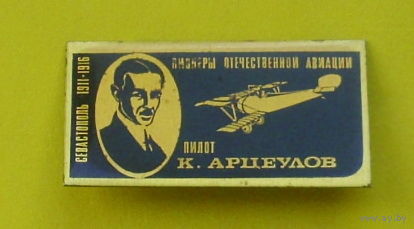 СЕВАСТОПОЛЬ 1911-1916
ПИОНЕРЫ ОТЕЧЕСТВЕННОЙ АВИАЦИИ
ПИЛОТ
К. АРЦЕУЛОВ